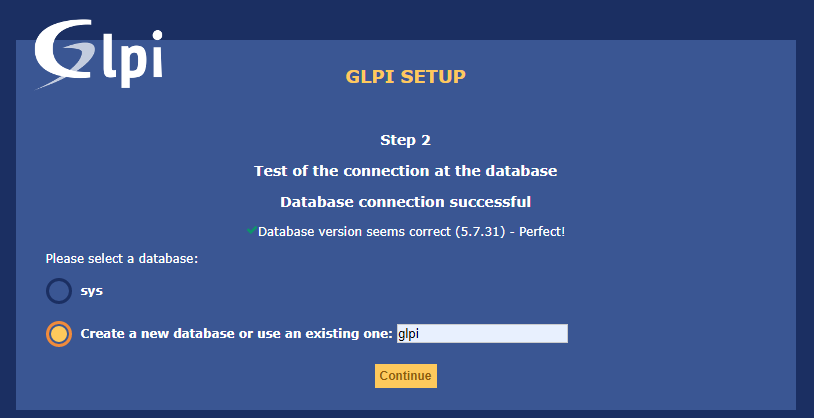 Glpi
GLPI SETUP
Step 2
Test of the connection at the database
Database connection successful
Database version seems correct (5.7.31) - Perfect!
Please select a database:
sys
Create a new database or use an existing one: glpi
Continue